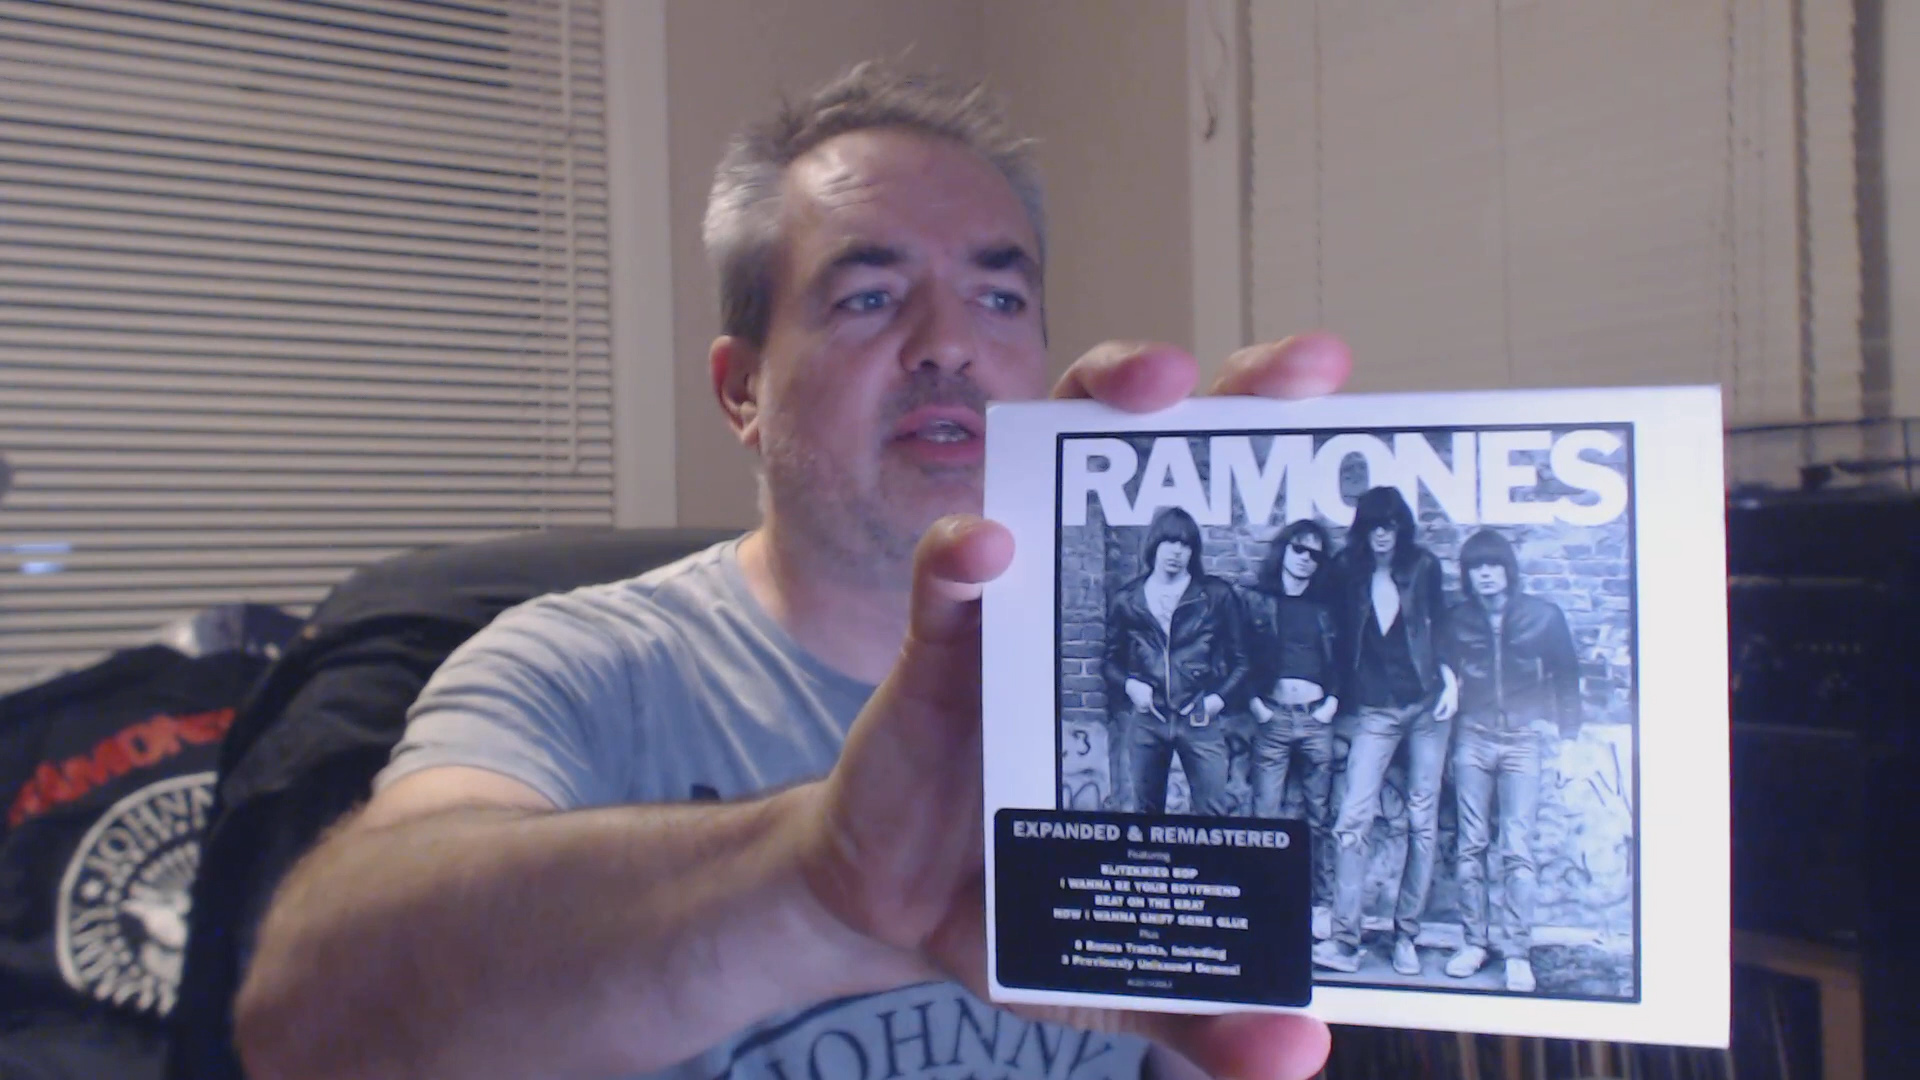 RAMONES
EXPANDED & REMASTERED
Featuring
BLITZKRIEG BOP
I WANNA BE YOUR BOYFRIEND
BEAT ON THE BRAT
NOW I WANNA SNIFF SOME GLUE
Plus
8 Bonus Tracks, Including
3 Previously Unissued Demos!
RAMONES
JOHNNY
JOHNNY